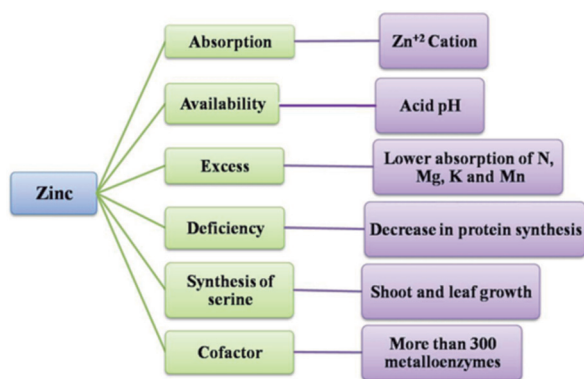 Zinc
Absorption
Zn⁺² Cation
Availability
Acid pH
Excess
Lower absorption of N,
Mg, K and Mn
Deficiency
Decrease in protein synthesis
Synthesis of
serine
Shoot and leaf growth
Cofactor
More than 300
metalloenzymes